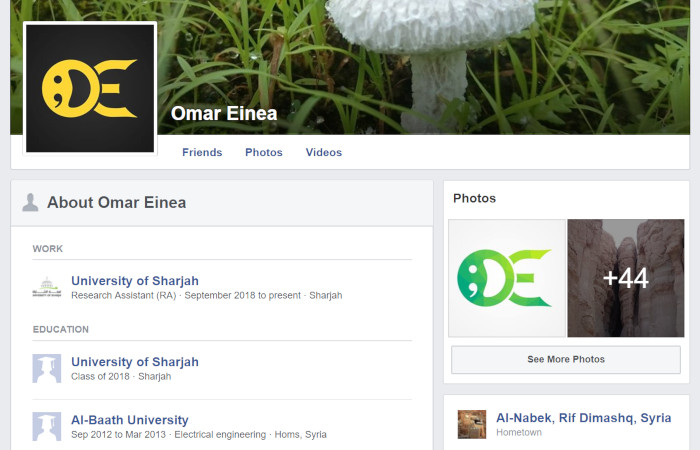 Omar Einea
Friends Photos Videos
About Omar Einea
WORK
University of Sharjah
Research Assistant (RA) · September 2018 to present · Sharjah
EDUCATION
University of Sharjah
Class of 2018 · Sharjah
Al-Baath University
Sep 2012 to Mar 2013 · Electrical engineering · Homs, Syria
Photos
+44
See More Photos
Al-Nabek, Rif Dimashq, Syria
Hometown